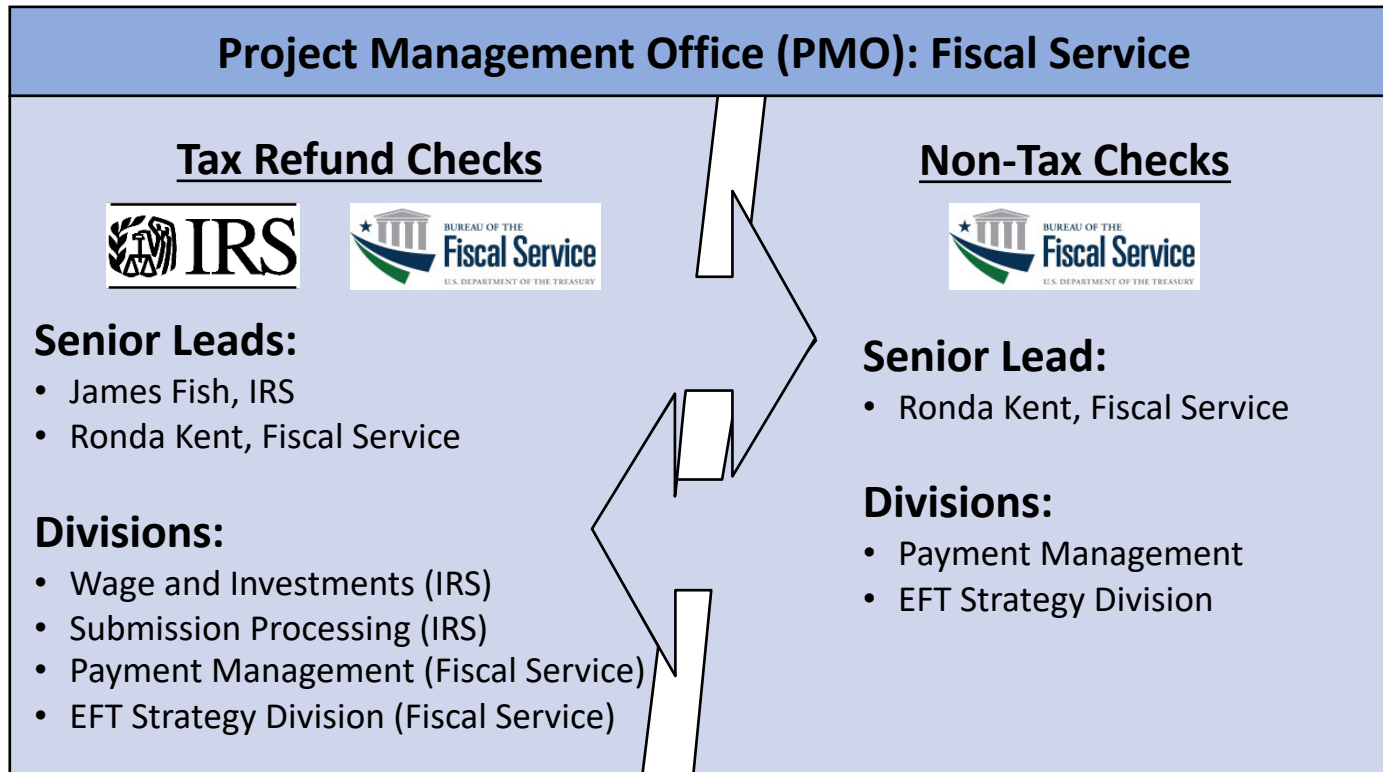 Project Management Office (PMO): Fiscal Service
Tax Refund Checks
IRS
BUREAU OF THE
Fiscal Service
U.S. DEPARTMENT OF THE TREASURY
Senior Leads:
• James Fish, IRS
• Ronda Kent, Fiscal Service
Divisions:
• Wage and Investments (IRS)
• Submission Processing (IRS)
• Payment Management (Fiscal Service)
• EFT Strategy Division (Fiscal Service)
Non-Tax Checks
BUREAU OF THE
Fiscal Service
U.S. DEPARTMENT OF THE TREASURY
Senior Lead:
• Ronda Kent, Fiscal Service
Divisions:
• Payment Management
• EFT Strategy Division